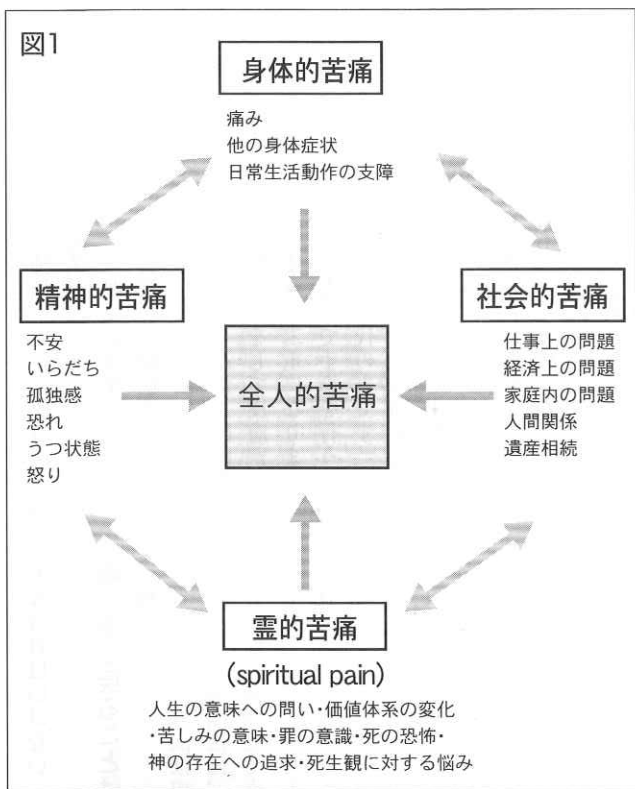 図1
身体的苦痛
痛み
他の身体症状
日常生活動作の支障
精神的苦痛
不安
いらだち
孤独感
恐れ
うつ状態
怒り
全人的苦痛
社会的苦痛
仕事上の問題
経済上の問題
家庭内の問題
人間関係
遺産相続
霊的苦痛
(spiritual pain)
人生の意味への問い・価値体系の変化
・苦しみの意味・罪の意識・死の恐怖・
神の存在への追求・死生観に対する悩み